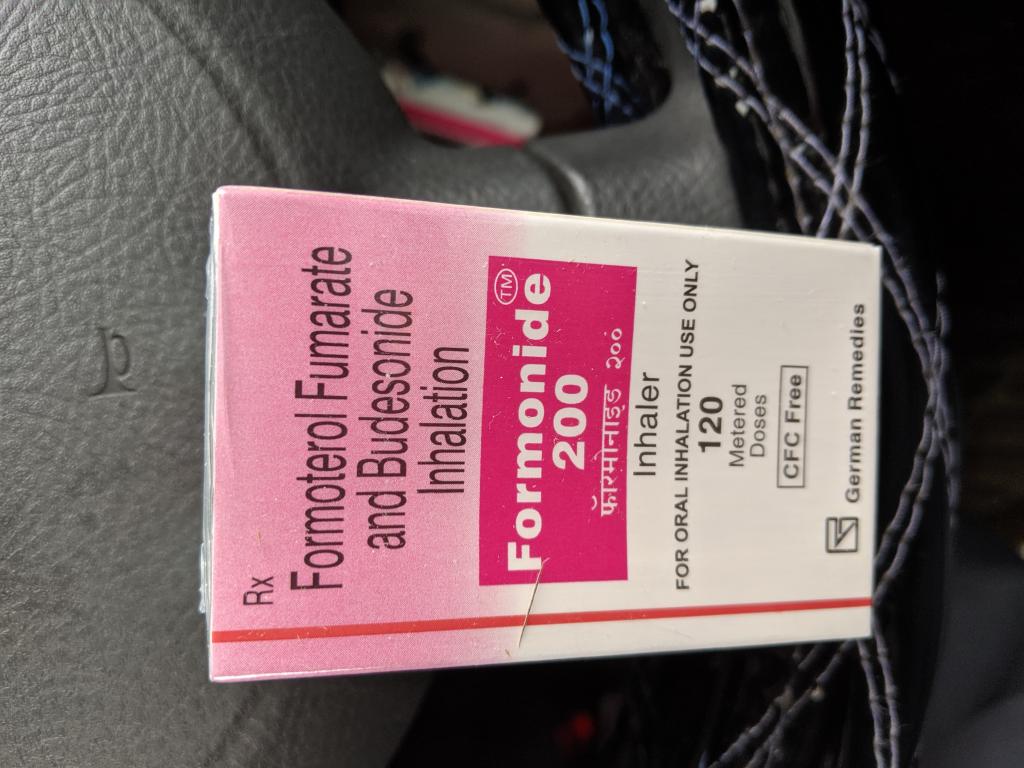 Rx
Formoterol Fumarate
and Budesonide
Inhalation
Formonide™
200
फॉरमोनाइड २००
Inhaler
FOR ORAL INHALATION USE ONLY
120
Metered
Doses
CFC Free
German Remedies